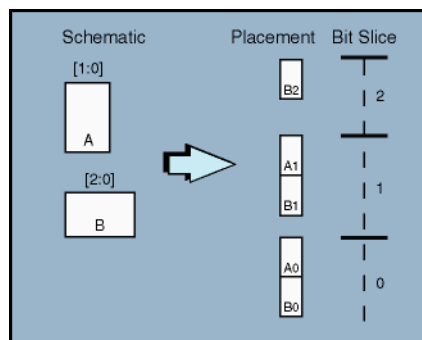 Schematic Placement Bit Slice
[1:0]
A
[2:0]
B
B2
2
A1
B1
1
A0
B0
0